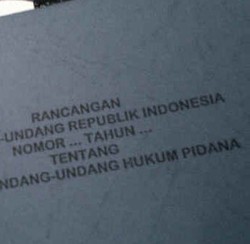 RANCANGAN
-UNDANG REPUBLIK INDONESIA
NOMOR ... TAHUN ...
TENTANG
NDANG-UNDANG HUKUM PIDANA